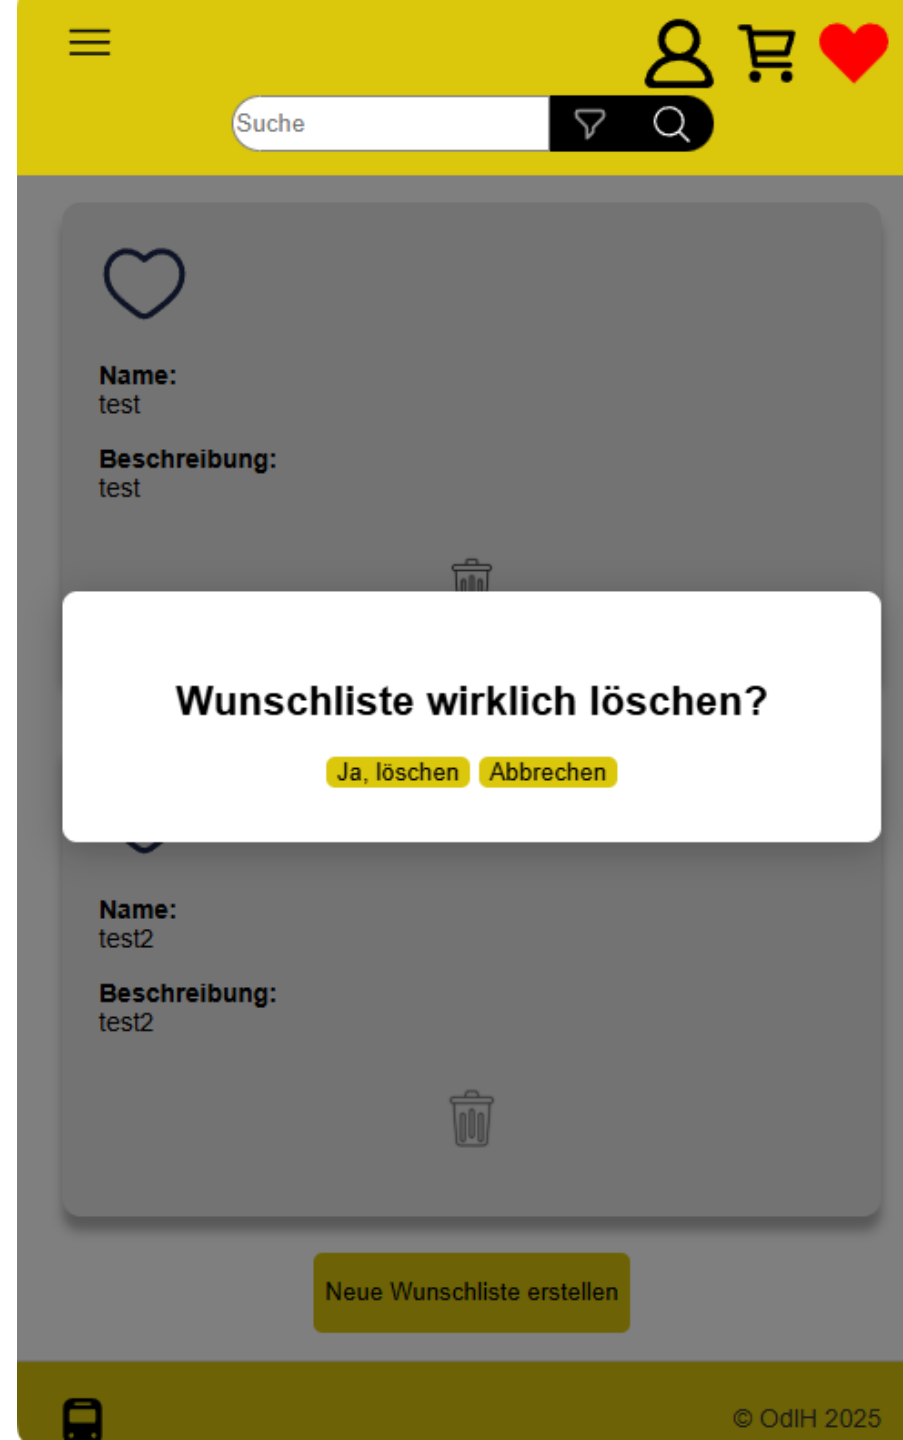 Suche
Name:
test
Beschreibung:
test
Wunschliste wirklich löschen?
Ja, löschen Abbrechen
Name:
test2
Beschreibung:
test2
Neue Wunschliste erstellen
© OdIH 2025